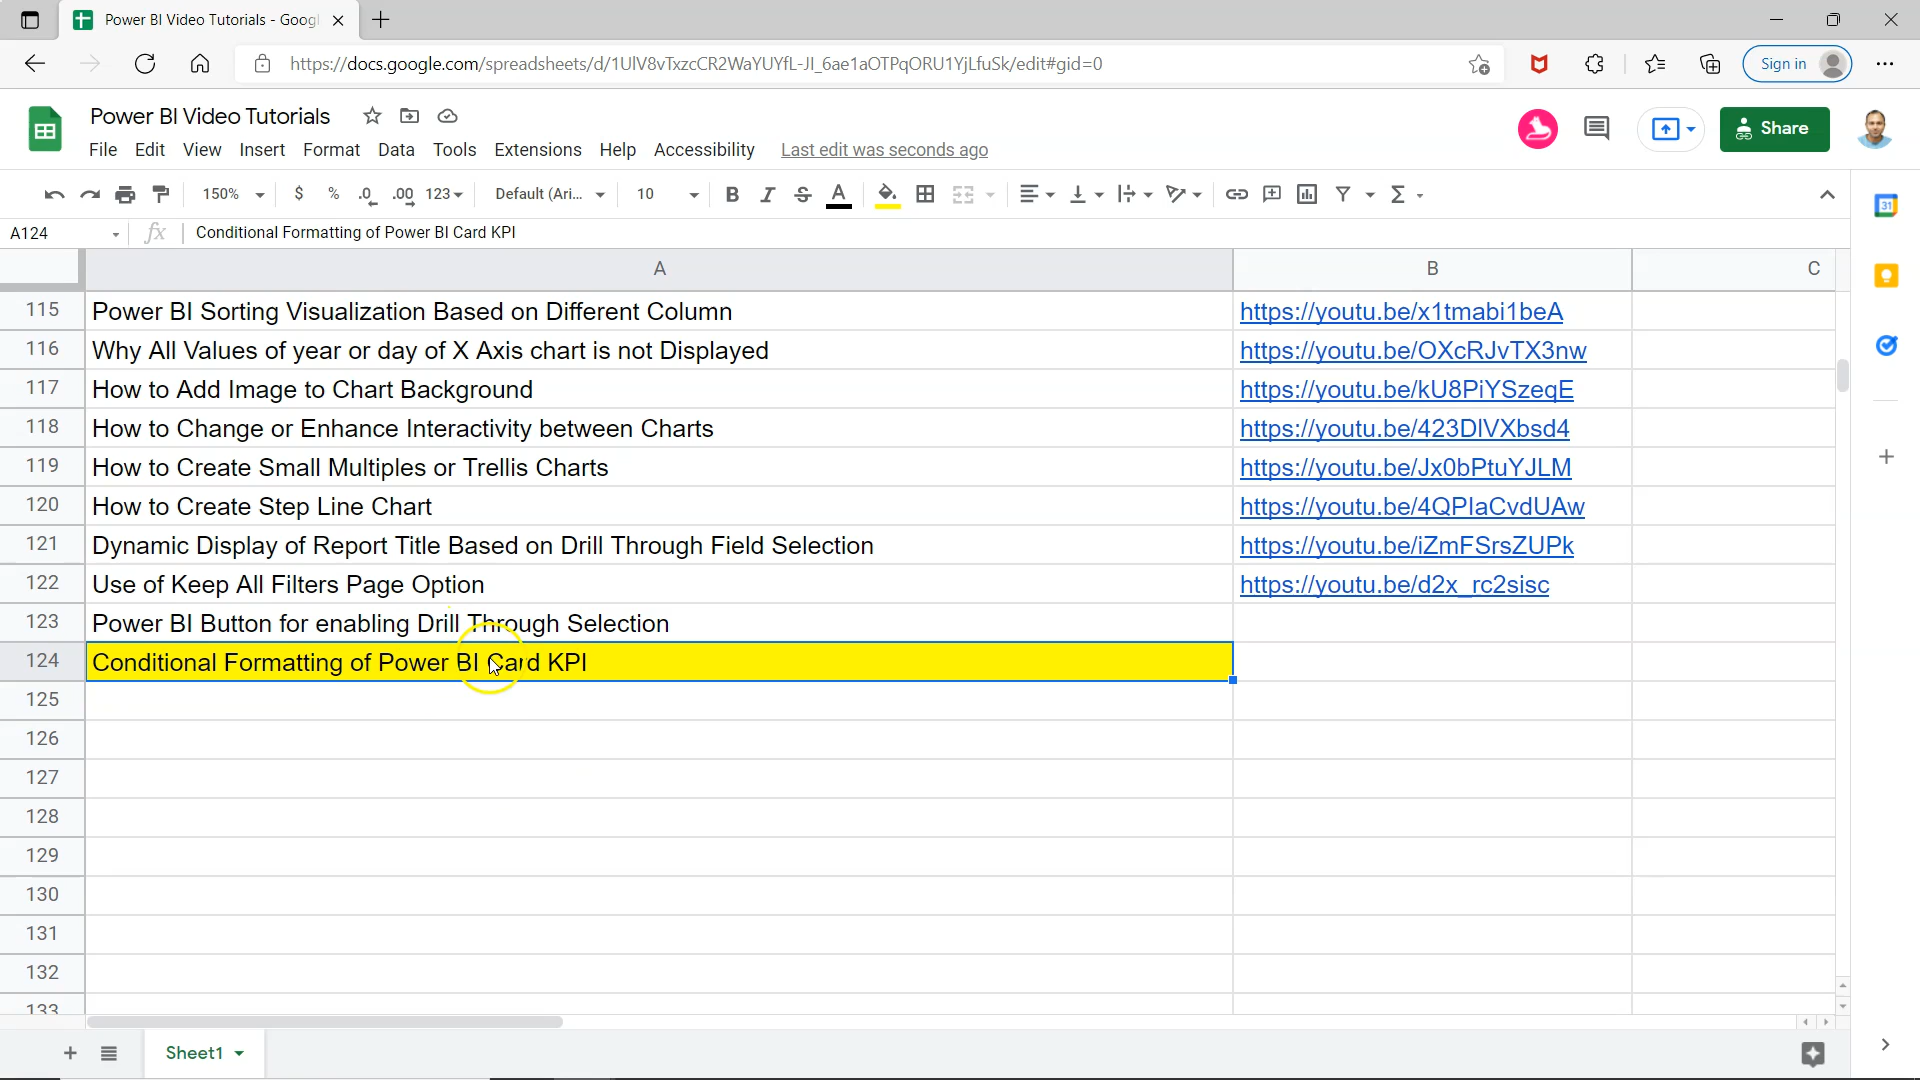 Power BI Video Tutorials - Goog
https://docs.google.com/spreadsheets/d/1UlV8vTxzcCR2WaYUYfL-JI_6ae1aOTPqORU1YjLfuSk/edit#gid=0
Sign in
Power BI Video Tutorials
File Edit View Insert Format Data Tools Extensions Help Accessibility Last edit was seconds ago
Share
150% $ % .0 .00 123 Default (Ari... 10 B I S A Σ
31
A124 fx Conditional Formatting of Power BI Card KPI
A B C
115 Power BI Sorting Visualization Based on Different Column https://youtu.be/x1tmabi1beA
116 Why All Values of year or day of X Axis chart is not Displayed https://youtu.be/OXcRJvTX3nw
117 How to Add Image to Chart Background https://youtu.be/kU8PiYSzeqE
118 How to Change or Enhance Interactivity between Charts https://youtu.be/423DlVXbsd4
119 How to Create Small Multiples or Trellis Charts https://youtu.be/Jx0bPtuYJLM
120 How to Create Step Line Chart https://youtu.be/4QPlaCvdUAw
121 Dynamic Display of Report Title Based on Drill Through Field Selection https://youtu.be/iZmFSrsZUPk
122 Use of Keep All Filters Page Option https://youtu.be/d2x_rc2sisc
123 Power BI Button for enabling Drill Through Selection
124 Conditional Formatting of Power BI Card KPI
125
126
127
128
129
130
131
132
133
Sheet1